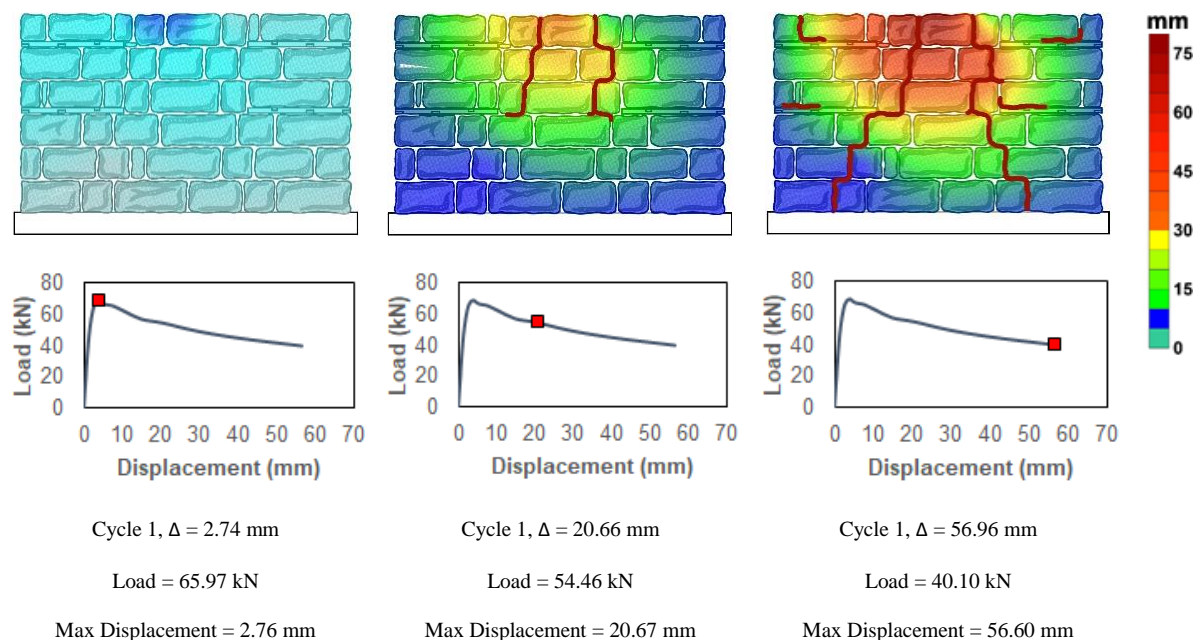 mm
75
60
45
30
15
0
80
60
40
20
0
Load (kN)
0 10 20 30 40 50 60 70
Displacement (mm)
80
60
40
20
0
Load (kN)
0 10 20 30 40 50 60 70
Displacement (mm)
80
60
40
20
0
Load (kN)
0 10 20 30 40 50 60 70
Displacement (mm)
Cycle 1, Δ = 2.74 mm
Load = 65.97 kN
Max Displacement = 2.76 mm
Cycle 1, Δ = 20.66 mm
Load = 54.46 kN
Max Displacement = 20.67 mm
Cycle 1, Δ = 56.96 mm
Load = 40.10 kN
Max Displacement = 56.60 mm